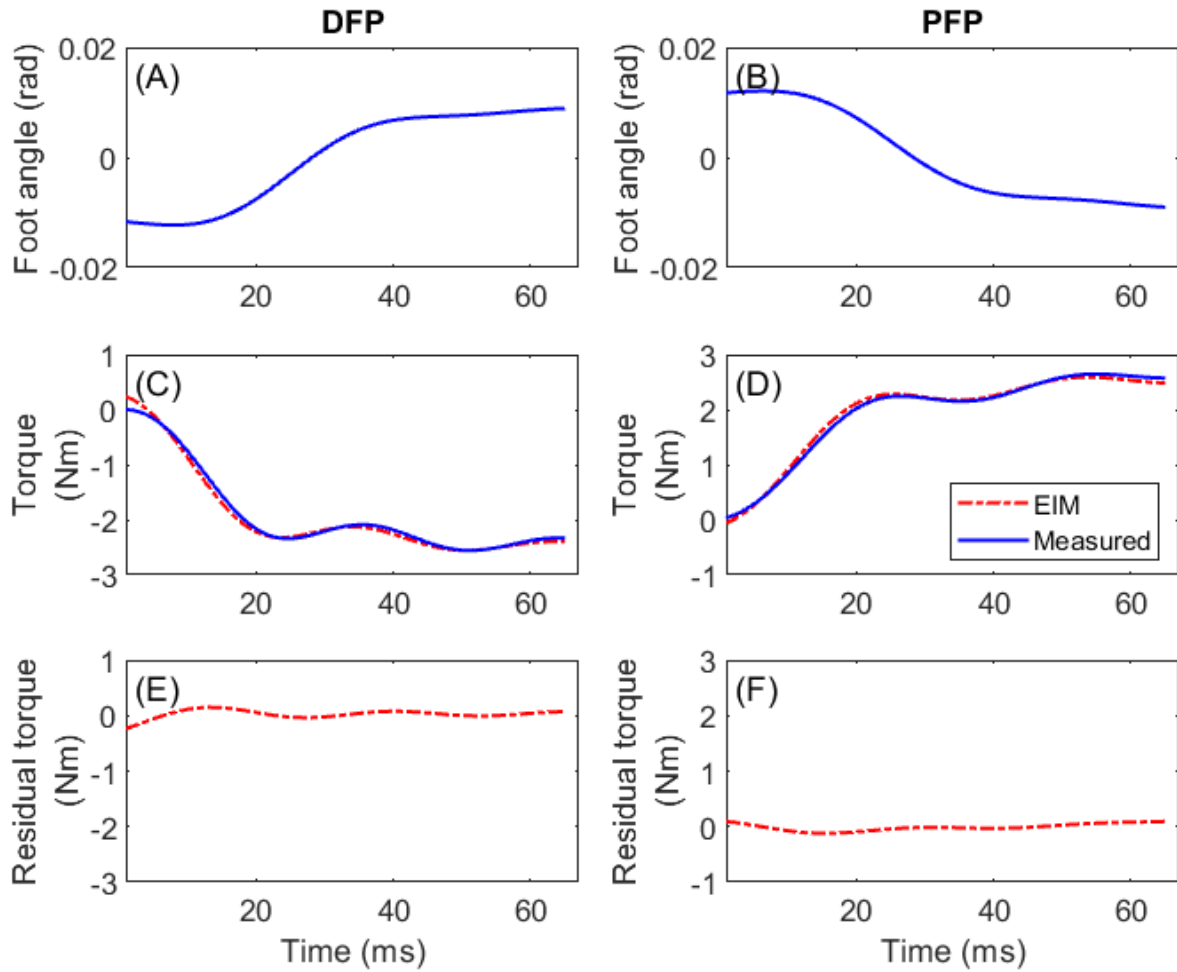 DFP
PFP
Foot angle (rad)
0.02
0
-0.02
(A)
20
40
60
Foot angle (rad)
0.02
0
-0.02
(B)
20
40
60
Torque
(Nm)
1
0
-1
-2
-3
(C)
20
40
60
Torque
(Nm)
3
2
1
0
-1
(D)
EIM
Measured
20
40
60
Residual torque
(Nm)
1
0
-1
-2
-3
(E)
20
40
60
Time (ms)
Residual torque
(Nm)
3
2
1
0
-1
(F)
20
40
60
Time (ms)